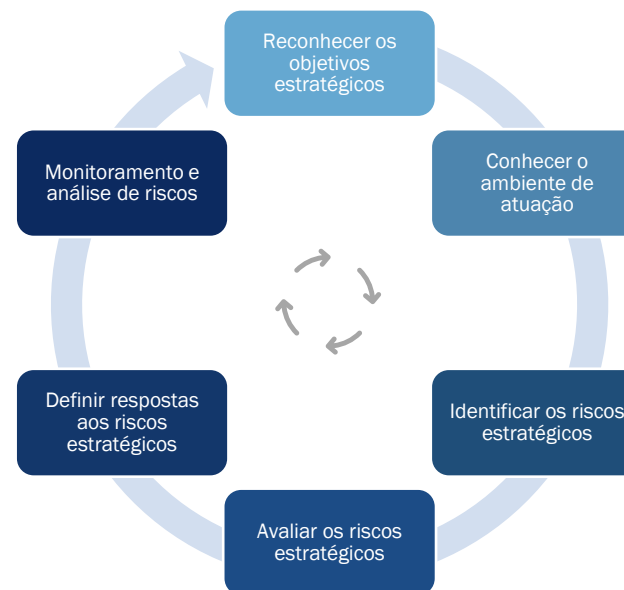 Reconhecer os
objetivos
estratégicos
Conhecer o
ambiente de
atuação
Identificar os riscos
estratégicos
Avaliar os riscos
estratégicos
Definir respostas
aos riscos
estratégicos
Monitoramento e
análise de riscos